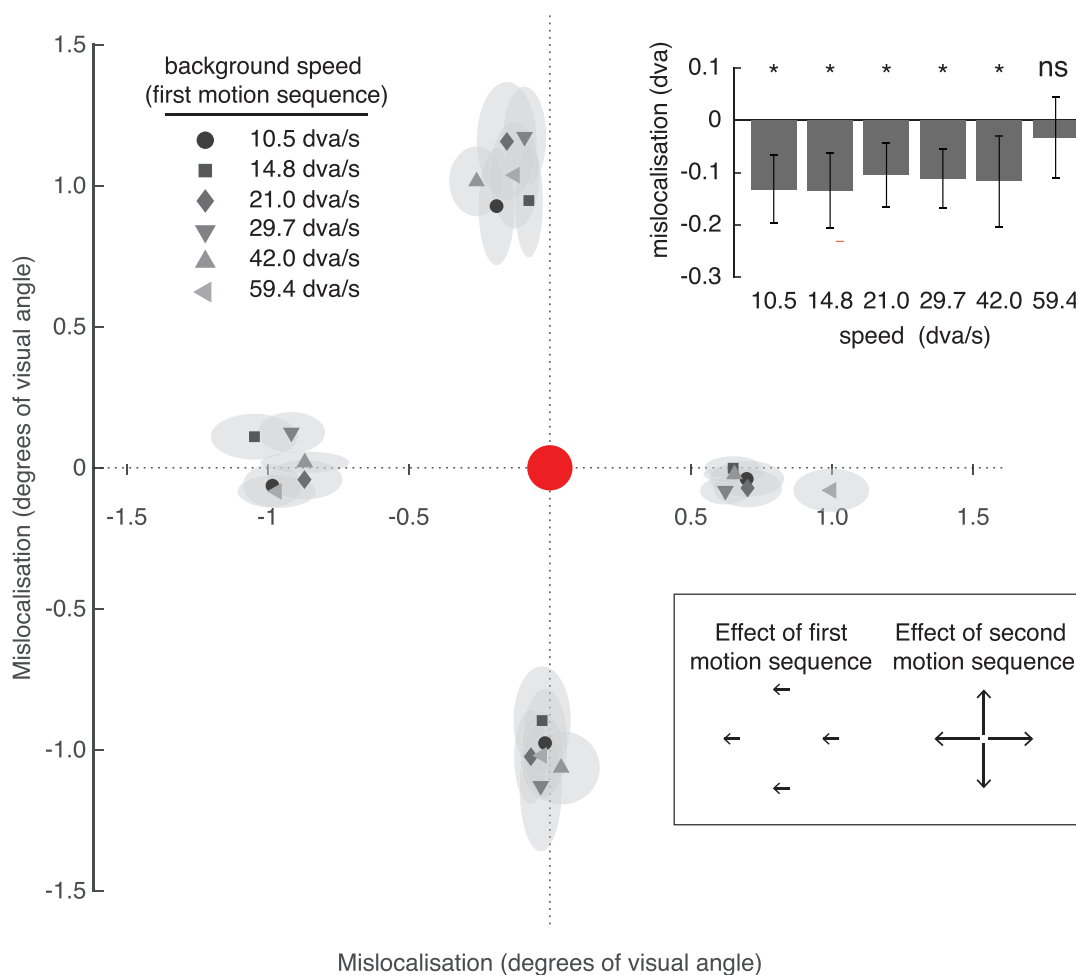 1.5
1.0
0.5
0
-0.5
-1.0
-1.5
Mislocalisation (degrees of visual angle)
background speed
(first motion sequence)
10.5 dva/s
14.8 dva/s
21.0 dva/s
29.7 dva/s
42.0 dva/s
59.4 dva/s
mislocalisation (dva)
0.1
0
-0.1
-0.2
-0.3
* * * * * ns
10.5 14.8 21.0 29.7 42.0 59.4
speed (dva/s)
-1.5 -1 -0.5 0.5 1.0 1.5
Effect of first
motion sequence
Effect of second
motion sequence
Mislocalisation (degrees of visual angle)